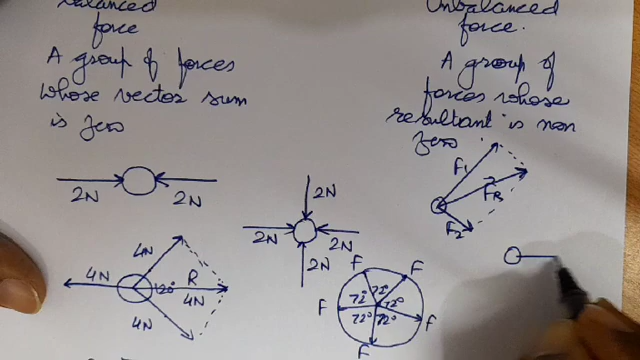 Balanced
force
A group of forces
whose vector sum
is zero
Unbalanced
force.
A group of
forces whose
resultant is non
zero
2N 2N
2N
2N 2N
2N
F1
FR
F2
4N
4N 120° R
4N
4N
F F
72° 72°
72°
F
72° 72°
F
F